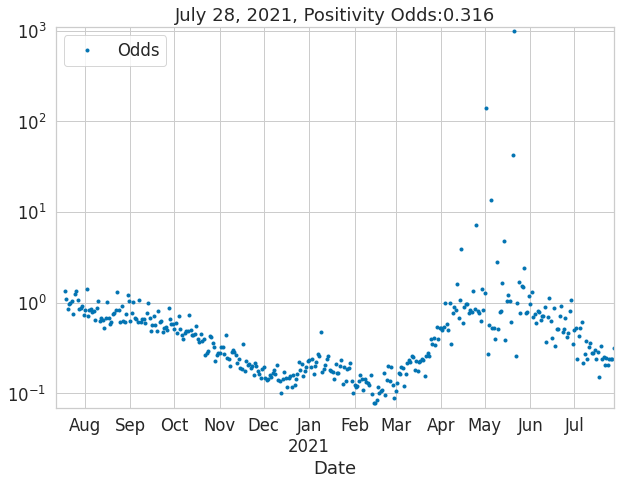 July 28, 2021, Positivity Odds:0.316
Odds
10³
10²
10¹
10⁰
10⁻¹
Aug Sep Oct Nov Dec Jan Feb Mar Apr May Jun Jul
2021
Date